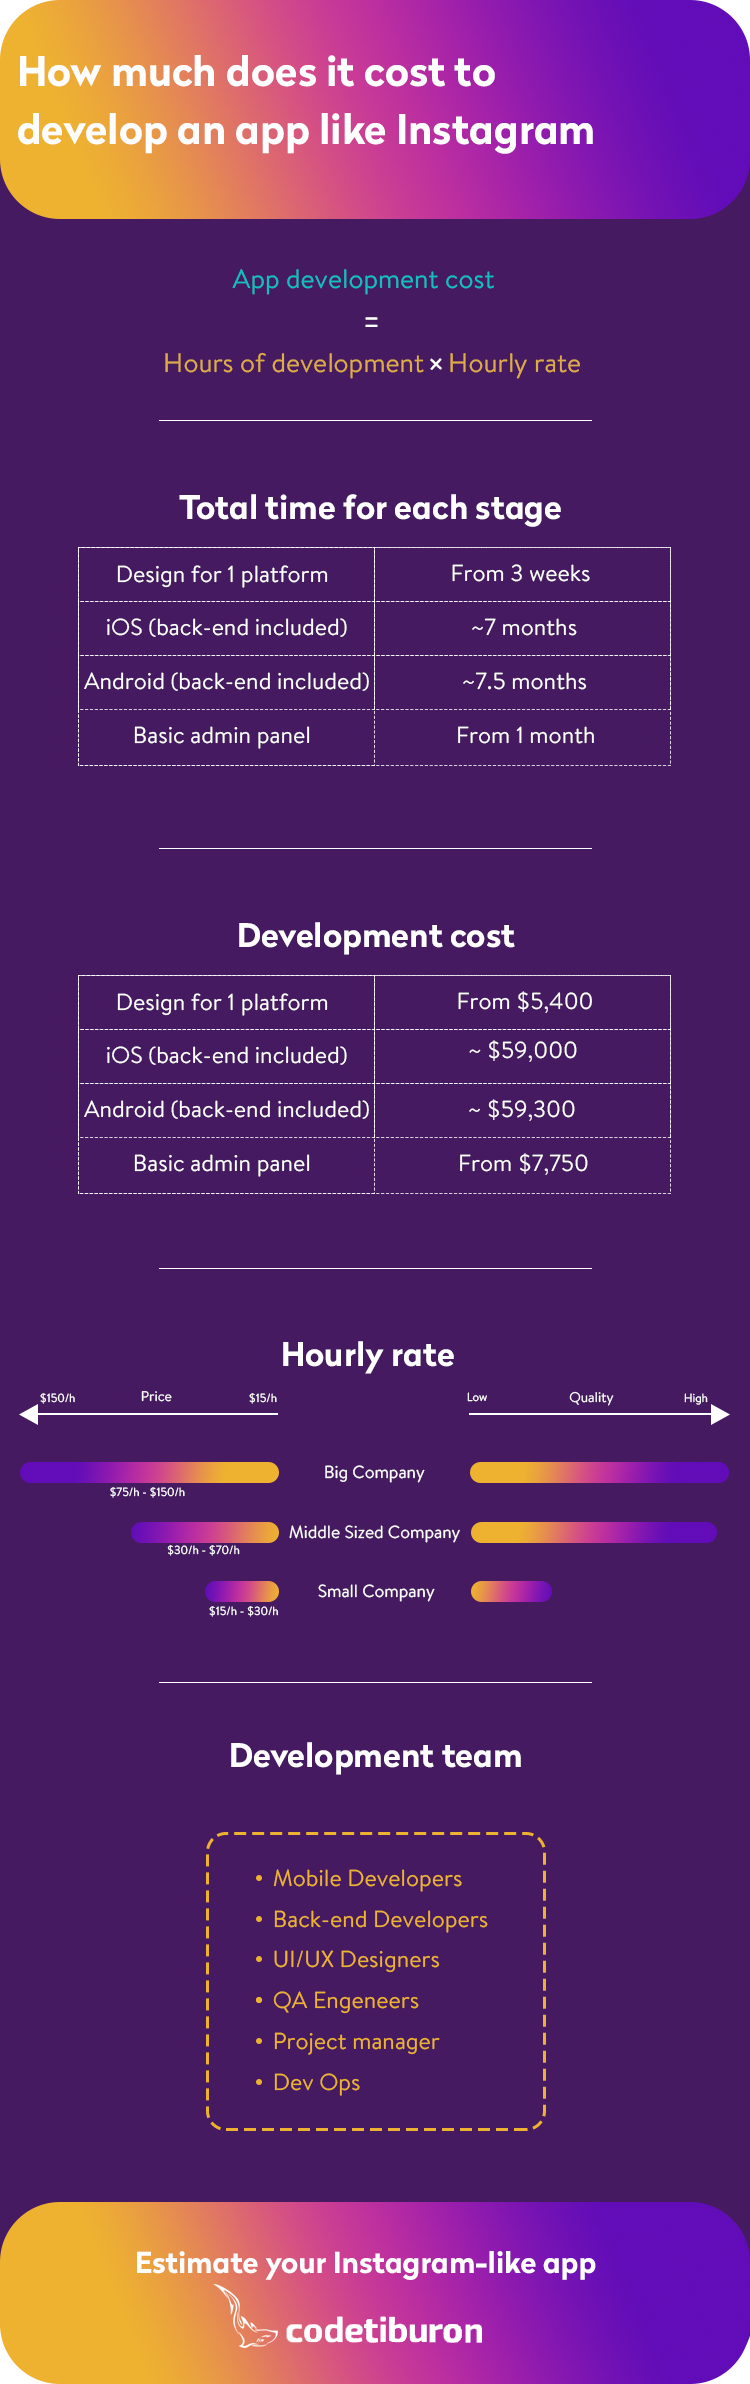 How much does it cost to
develop an app like Instagram
App development cost
=
Hours of development × Hourly rate
Total time for each stage
Design for 1 platform From 3 weeks
iOS (back-end included) ~7 months
Android (back-end included) ~7.5 months
Basic admin panel From 1 month
Development cost
Design for 1 platform From $5,400
iOS (back-end included) ~ $59,000
Android (back-end included) ~ $59,300
Basic admin panel From $7,750
Hourly rate
$150/h Price $15/h Low Quality High
Big Company
$75/h - $150/h
Middle Sized Company
$30/h - $70/h
Small Company
$15/h - $30/h
Development team
• Mobile Developers
• Back-end Developers
• UI/UX Designers
• QA Engeneers
• Project manager
• Dev Ops
Estimate your Instagram-like app
codetiburon